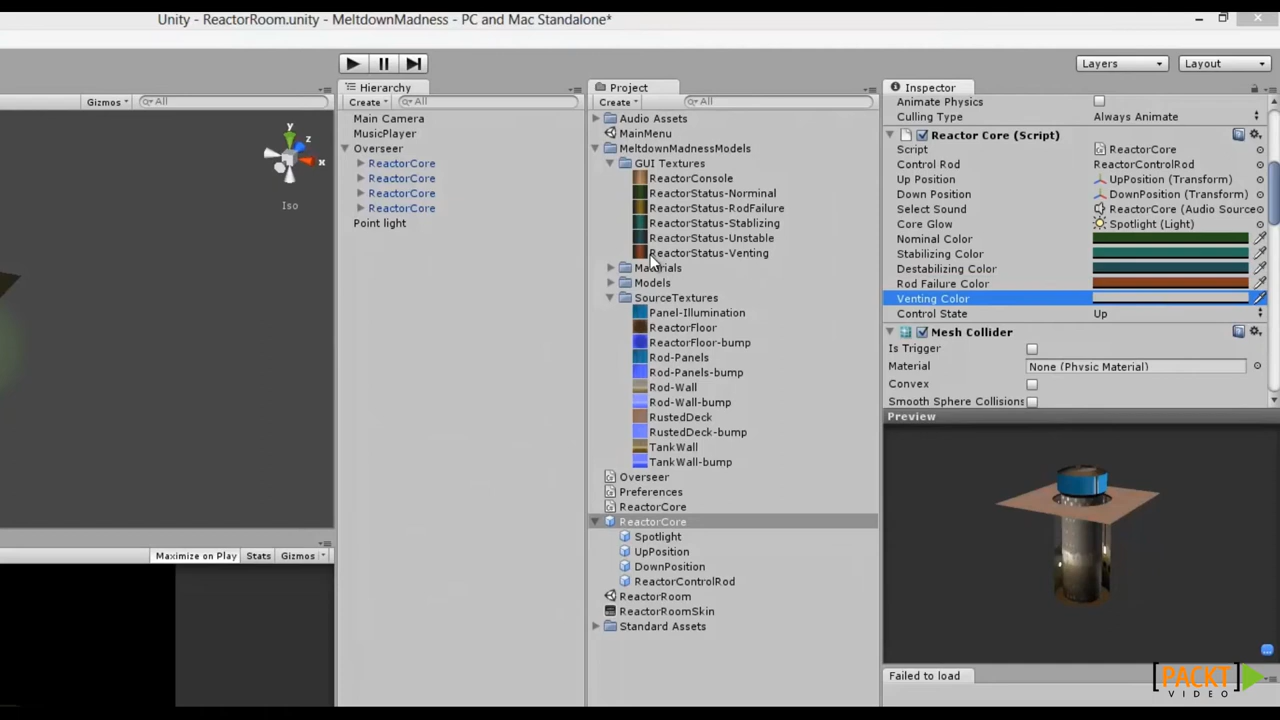 Unity - ReactorRoom.unity - MeltdownMadness - PC and Mac Standalone*
Layers
Layout
Gizmos
All
Hierarchy
Create
All
Main Camera
MusicPlayer
Overseer
ReactorCore
ReactorCore
ReactorCore
ReactorCore
Point light
Project
Create
All
Audio Assets
MainMenu
MeltdownMadnessModels
GUI Textures
ReactorConsole
ReactorStatus-Norminal
ReactorStatus-RodFailure
ReactorStatus-Stablizing
ReactorStatus-Unstable
ReactorStatus-Venting
Materials
Models
SourceTextures
Panel-Illumination
ReactorFloor
ReactorFloor-bump
Rod-Panels
Rod-Panels-bump
Rod-Wall
Rod-Wall-bump
RustedDeck
RustedDeck-bump
TankWall
TankWall-bump
Overseer
Preferences
ReactorCore
ReactorCore
Spotlight
UpPosition
DownPosition
ReactorControlRod
ReactorRoom
ReactorRoomSkin
Standard Assets
Inspector
Animate Physics
Culling Type Always Animate
Reactor Core (Script)
Script ReactorCore
Control Rod ReactorControlRod
Up Position UpPosition (Transform)
Down Position DownPosition (Transform)
Select Sound ReactorCore (Audio Source
Core Glow Spotlight (Light)
Nominal Color
Stabilizing Color
Destabilizing Color
Rod Failure Color
Venting Color
Control State Up
Mesh Collider
Is Trigger
Material None (Physic Material)
Convex
Smooth Sphere Collisions
Preview
Maximize on Play Stats Gizmos
Failed to load
PACKT
VIDEO
x
y
z
Iso